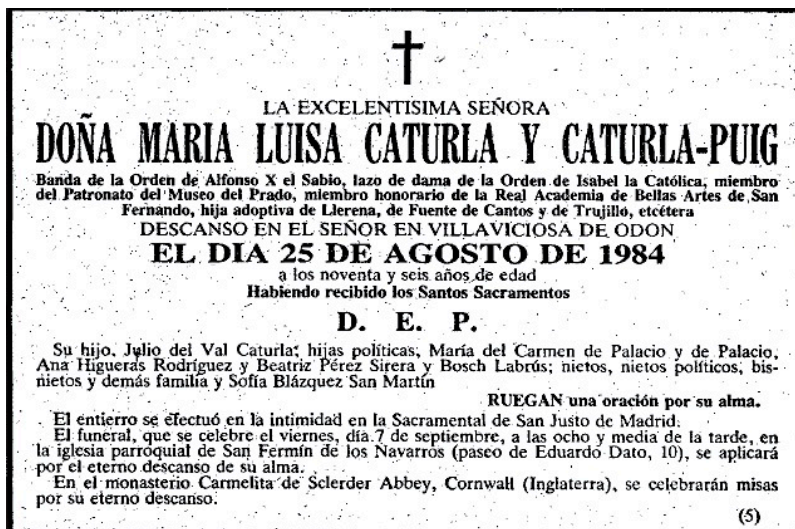 LA EXCELENTISIMA SEÑORA
DOÑA MARIA LUISA CATURLA Y CATURLA-PUIG
Banda de la Orden de Alfonso X el Sabio, lazo de dama de la Orden de Isabel la Católica, miembro
del Patronato del Museo del Prado, miembro honorario de la Real Academia de Bellas Artes de San
Fernando, hija adoptiva de Llerena, de Fuente de Cantos y de Trujillo, etcétera
DESCANSO EN EL SEÑOR EN VILLAVICIOSA DE ODON
EL DIA 25 DE AGOSTO DE 1984
a los noventa y seis años de edad
Habiendo recibido los Santos Sacramentos
D. E. P.
Su hijo, Julio del Val Caturla; hijas políticas, María del Carmen de Palacio y de Palacio,
Ana Higueras Rodríguez y Beatriz Pérez Sirera y Bosch Labrús; nietos, nietos políticos, bis-
nietos y demás familia y Sofía Blázquez San Martín
RUEGAN una oración por su alma.
El entierro se efectuó en la intimidad en la Sacramental de San Justo de Madrid.
El funeral, que se celebre el viernes, día 7 de septiembre, a las ocho y media de la tarde, en
la iglesia parroquial de San Fermín de los Navarros (paseo de Eduardo Dato, 10), se aplicará
por el eterno descanso de su alma.
En el monasterio Carmelita de Sclerder Abbey, Cornwall (Inglaterra), se celebrarán misas
por su eterno descanso.
(5)